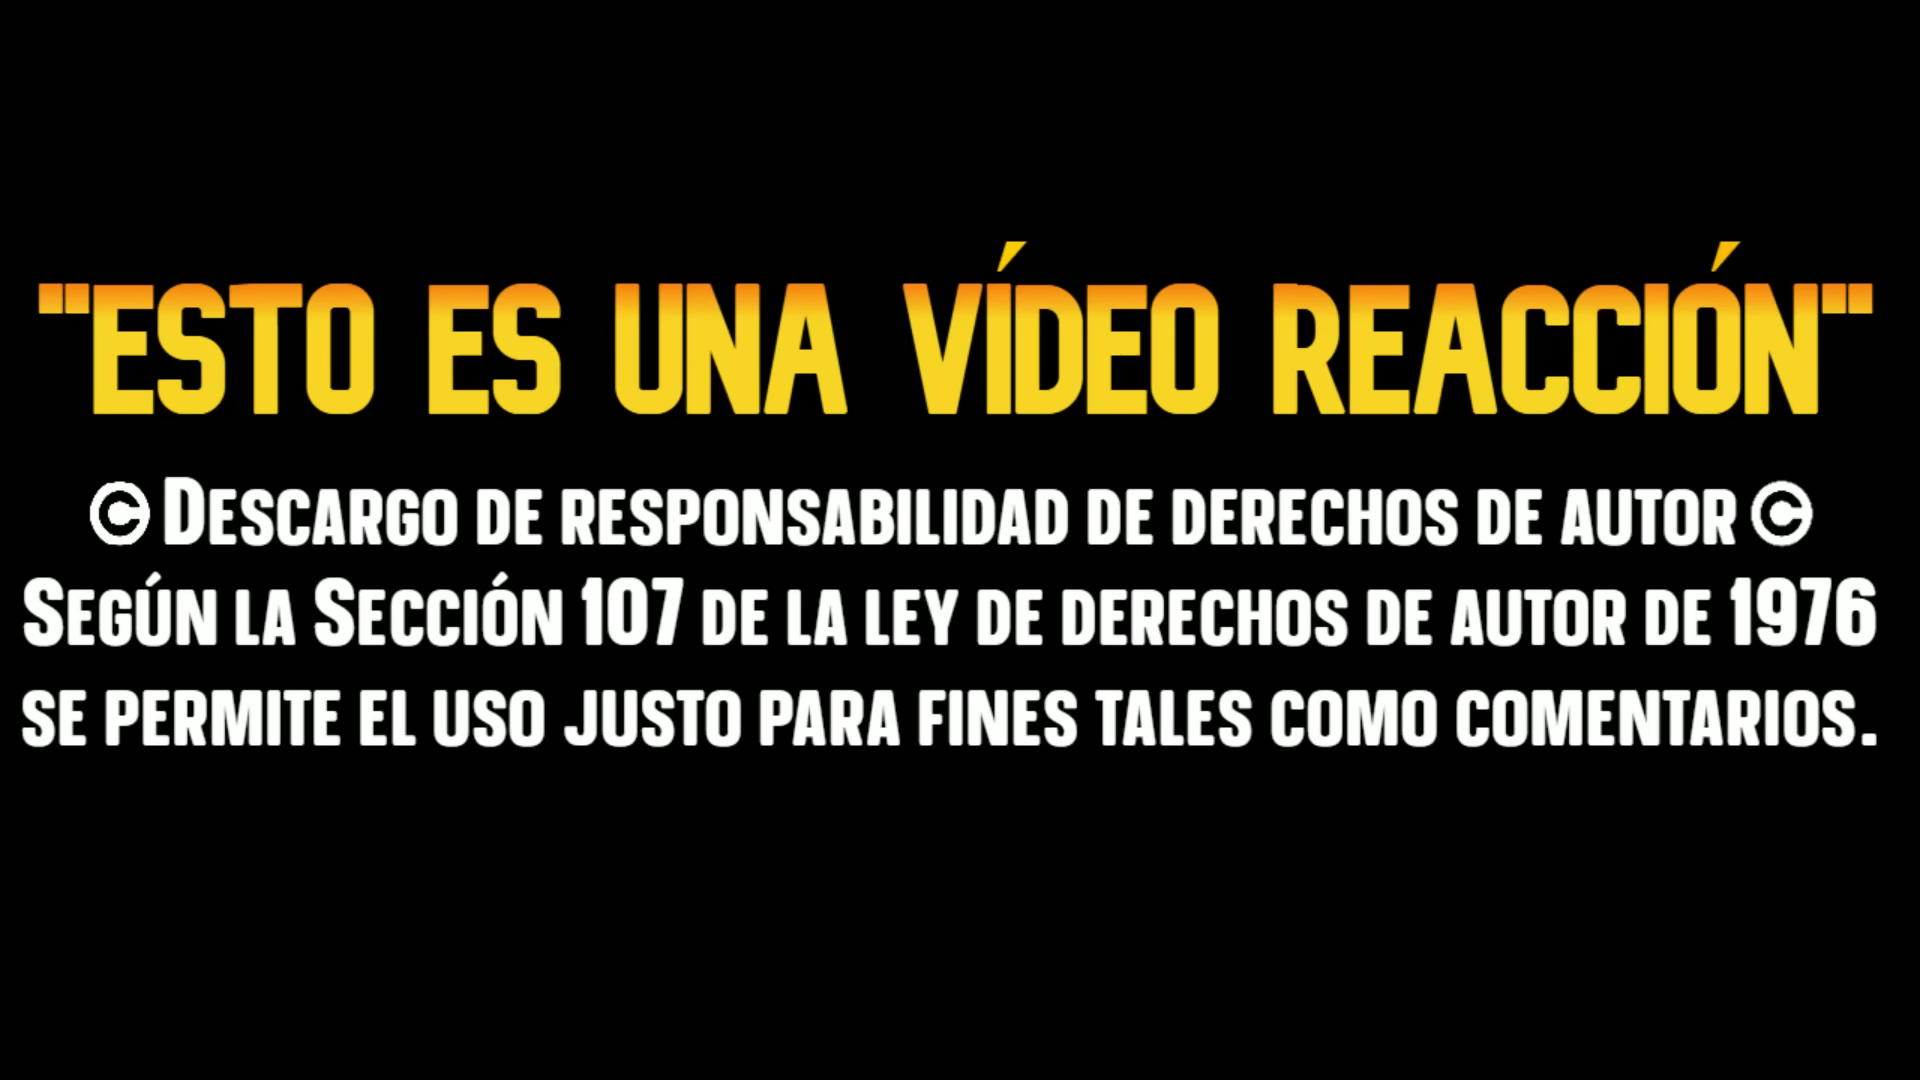 "ESTO ES UNA VÍDEO REACCIÓN"
© DESCARGO DE RESPONSABILIDAD DE DERECHOS DE AUTOR ©
SEGÚN LA SECCIÓN 107 DE LA LEY DE DERECHOS DE AUTOR DE 1976
SE PERMITE EL USO JUSTO PARA FINES TALES COMO COMENTARIOS.